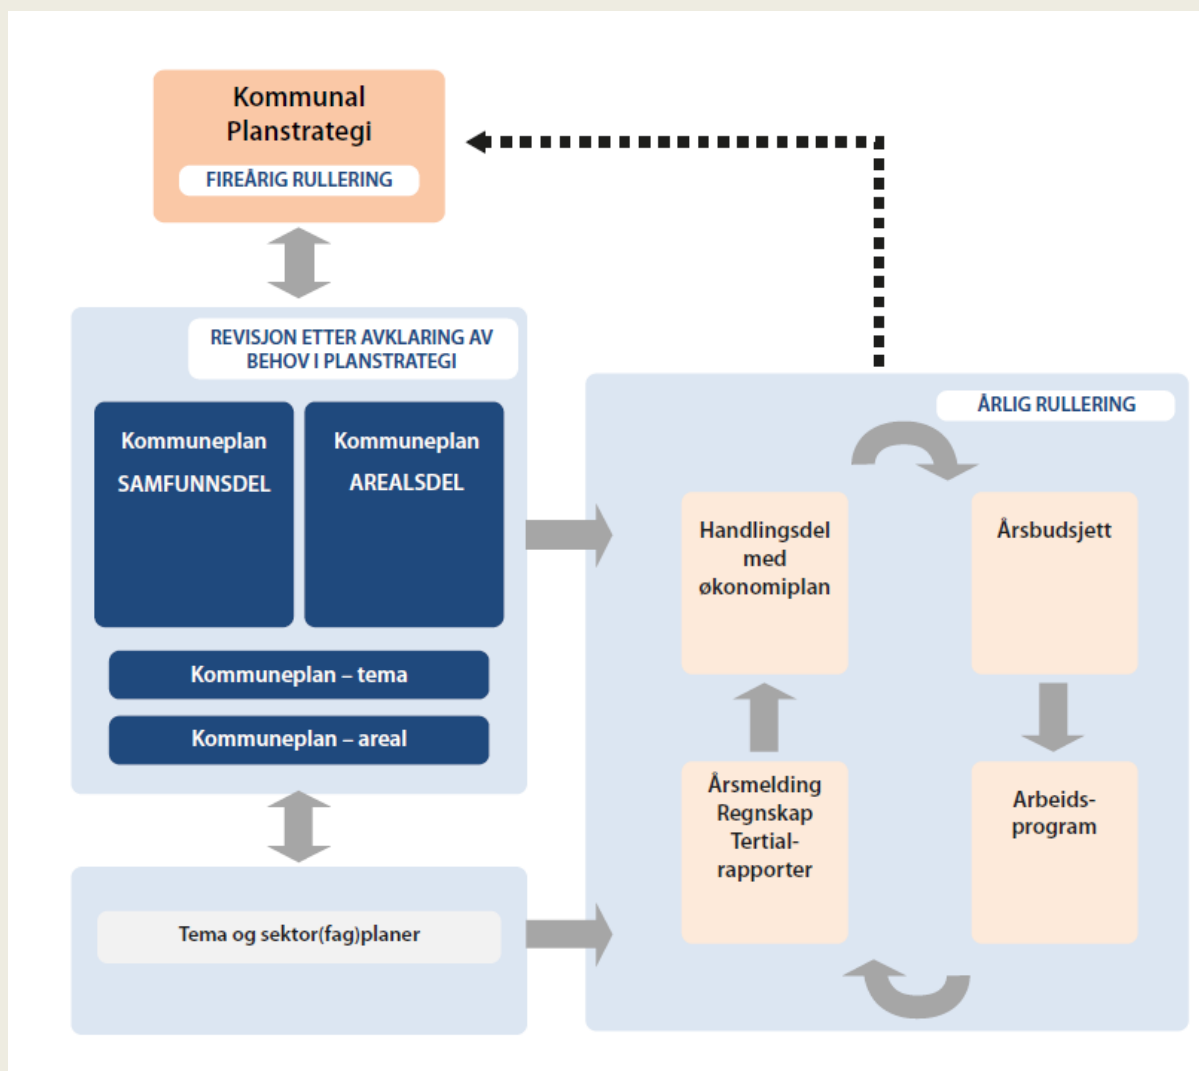 Kommunal
Planstrategi
FIREÅRIG RULLERING
REVISJON ETTER AVKLARING AV
BEHOV I PLANSTRATEGI
Kommuneplan
SAMFUNNSDEL
Kommuneplan
AREALSDEL
Kommuneplan – tema
Kommuneplan – areal
Tema og sektor(fag)planer
ÅRLIG RULLERING
Handlingsdel
med
økonomiplan
Årsbudsjett
Årsmelding
Regnskap
Tertial-
rapporter
Arbeids-
program